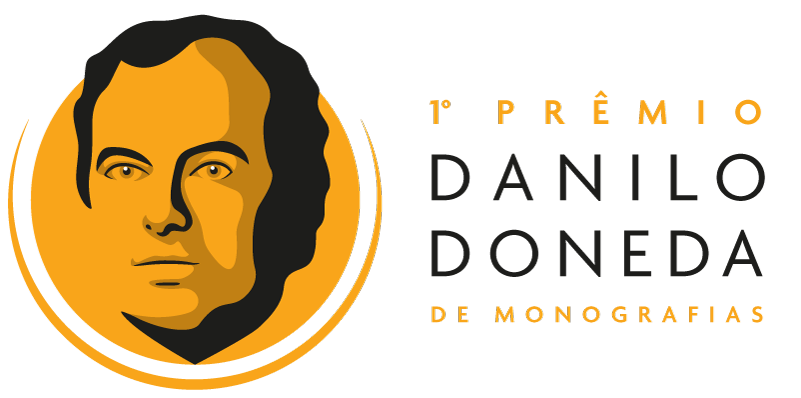 1º PRÊMIO
DANILO
DONEDA
DE MONOGRAFIAS